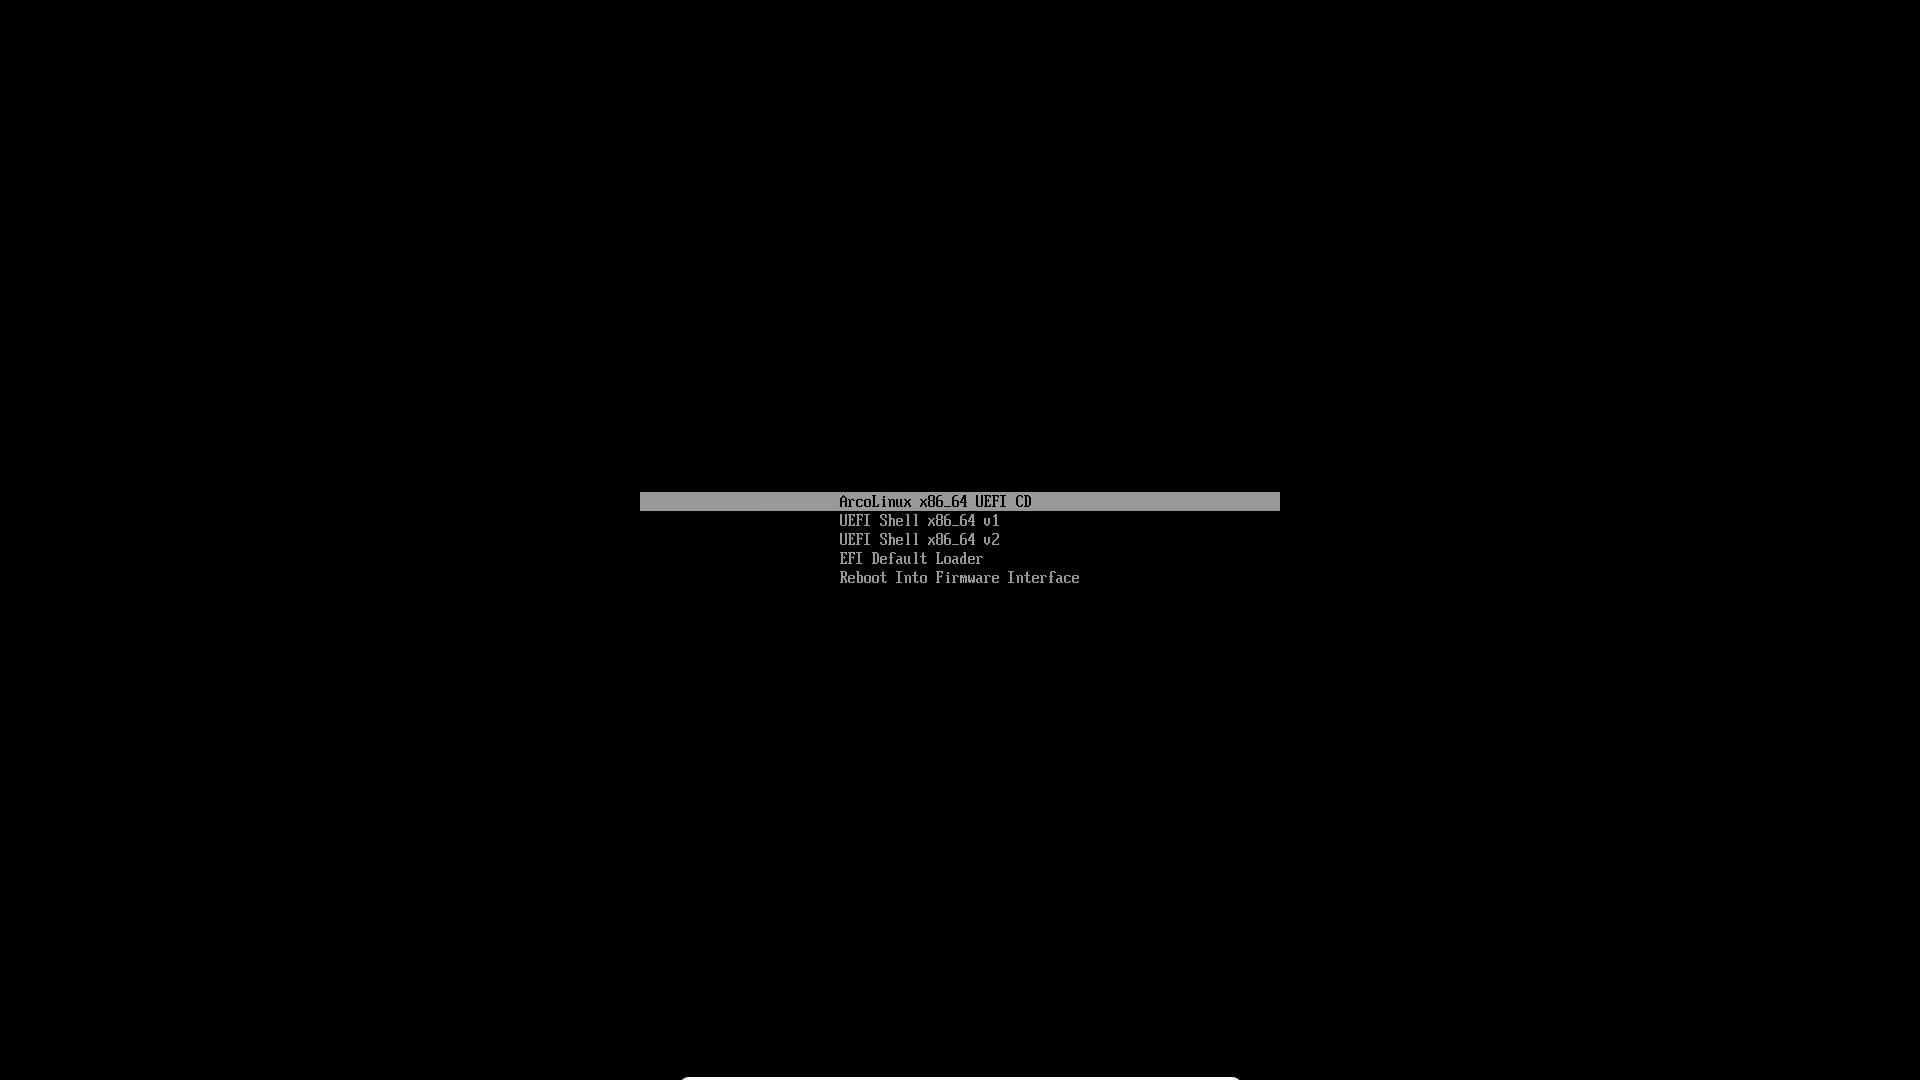 ArcoLinux x86_64 UEFI CD
UEFI Shell x86_64 v1
UEFI Shell x86_64 v2
EFI Default Loader
Reboot Into Firmware Interface